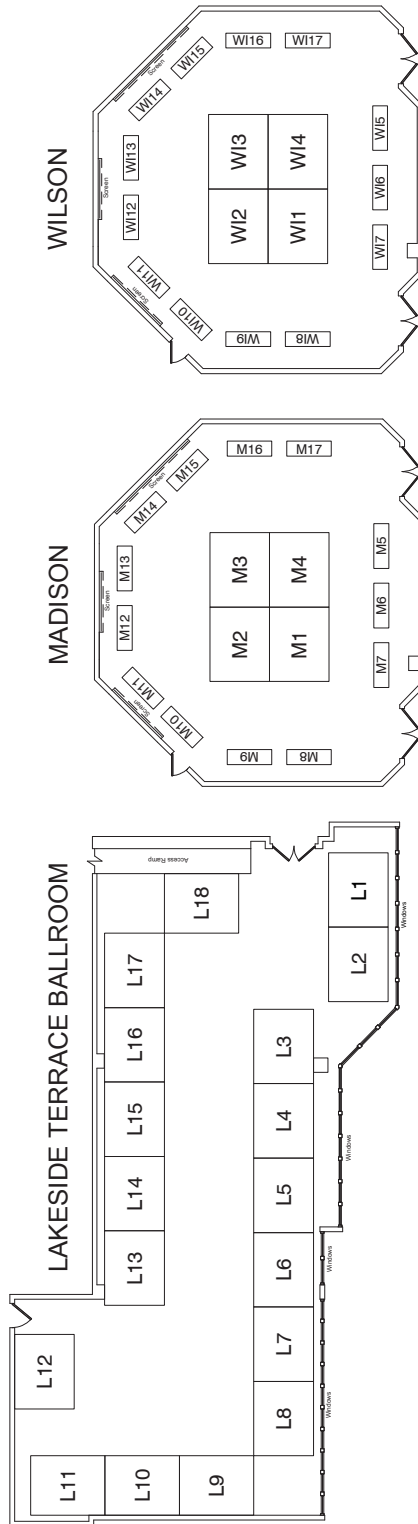 LAKESIDE TERRACE BALLROOM
L12
L11
L10
L9
L8
L7
L6
L5
L4
L3
L2
L1
L13
L14
L15
L16
L17
L18
Access Ramp
Windows
Windows
Windows
Windows
MADISON
Screen
Screen
Screen
M1
M2
M3
M4
M5
M6
M7
M8
M9
M10
M11
M12
M13
M14
M15
M16
M17
WILSON
Screen
Screen
Screen
WI1
WI2
WI3
WI4
WI5
WI6
WI7
WI8
WI9
WI10
WI11
WI12
WI13
WI14
WI15
WI16
WI17